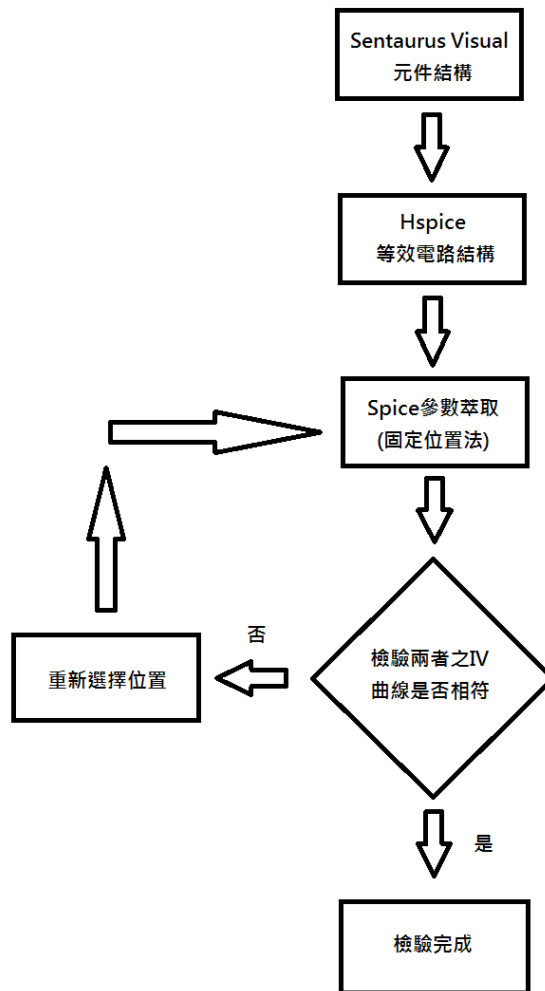 Sentaurus Visual
元件結構
Hspice
等效電路結構
Spice參數萃取
(固定位置法)
檢驗兩者之IV
曲線是否相符
否
重新選擇位置
是
檢驗完成